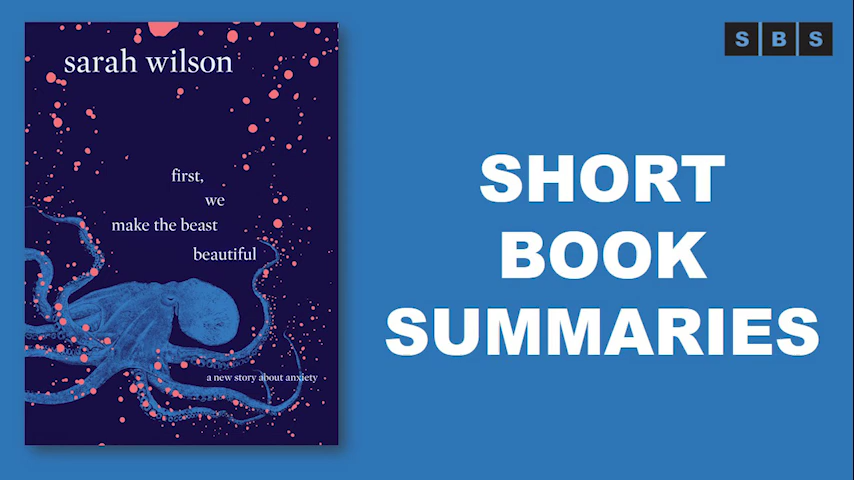 sarah wilson
first,
we
make the beast
beautiful
a new story about anxiety
S B S
SHORT
BOOK
SUMMARIES